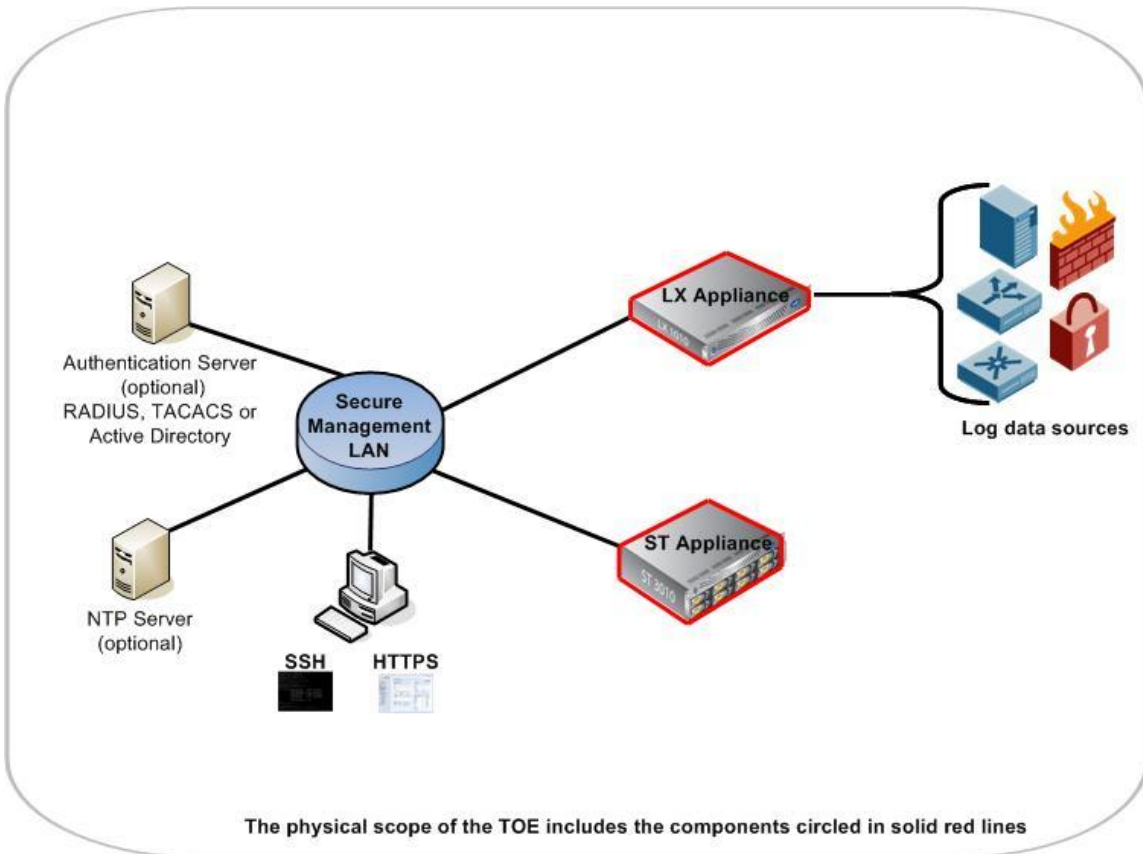 LX Appliance
LX 1010
Authentication Server
(optional)
RADIUS, TACACS or
Active Directory
Secure
Management
LAN
Log data sources
ST Appliance
ST 3010
NTP Server
(optional)
SSH
HTTPS
The physical scope of the TOE includes the components circled in solid red lines